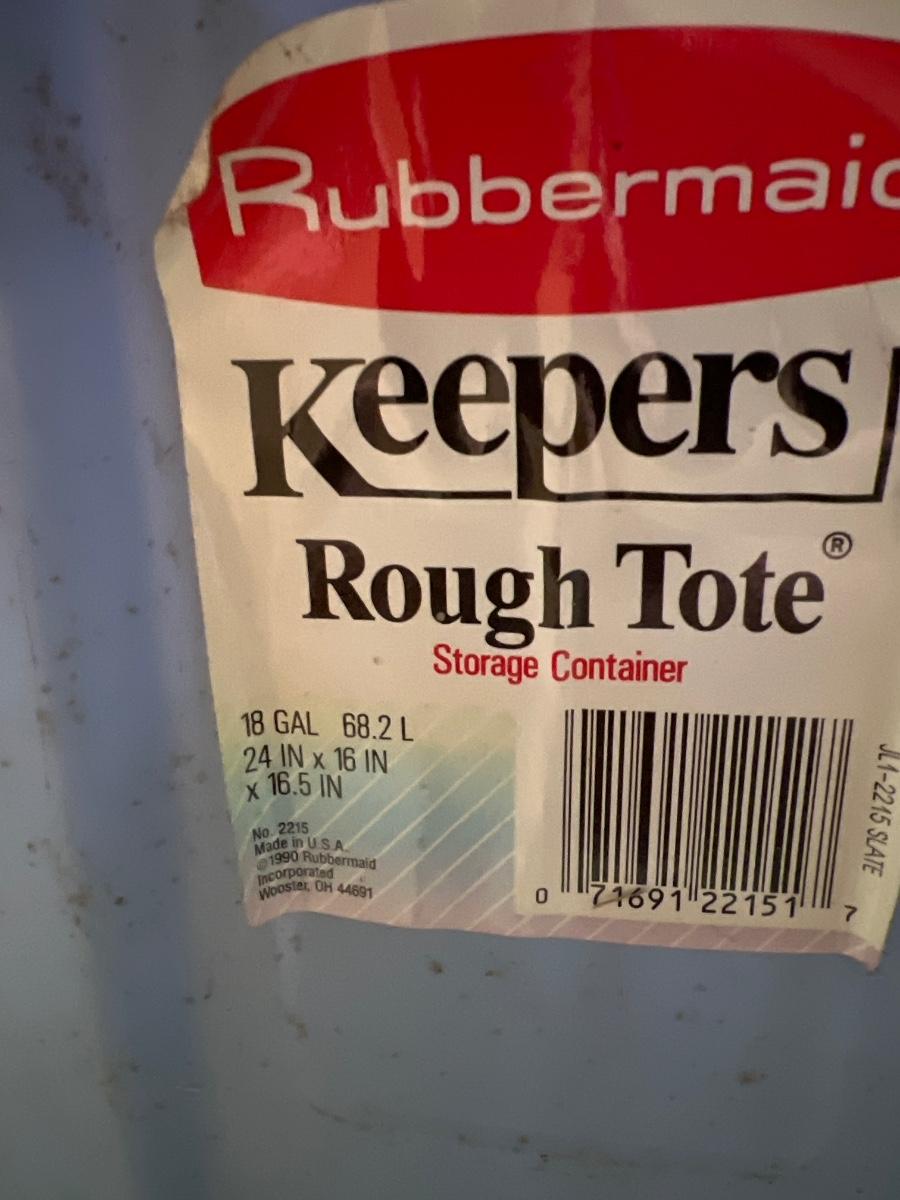 Rubbermaid
Keepers
Rough Tote®
Storage Container
18 GAL 68.2 L
24 IN x 16 IN
x 16.5 IN
No. 2215
Made in U.S.A.
©1990 Rubbermaid
Incorporated
Wooster, OH 44691
0 71691 22151 7
JL1-2215 SLATE